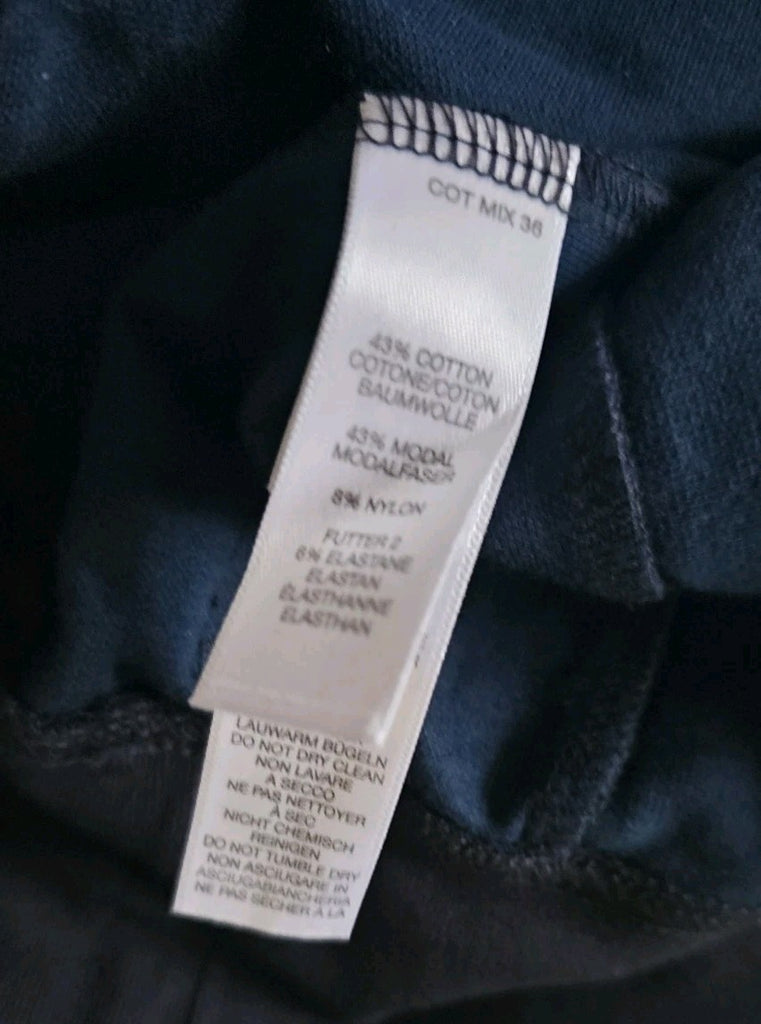 COT MIX 36
43% COTTON
COTONE/COTON
BAUMWOLLE
43% MODAL
MODALFASER
8% NYLON
FUTTER 2
6% ELASTANE
ELASTAN
ÉLASTHANNE
ELASTHAN
LAUWARM BÜGELN
DO NOT DRY CLEAN
NON LAVARE
A SECCO
NE PAS NETTOYER
À SEC
NICHT CHEMISCH
REINIGEN
DO NOT TUMBLE DRY
NON ASCIUGARE IN
ASCIUGABIANCHERIA
NE PAS SÉCHER À LA